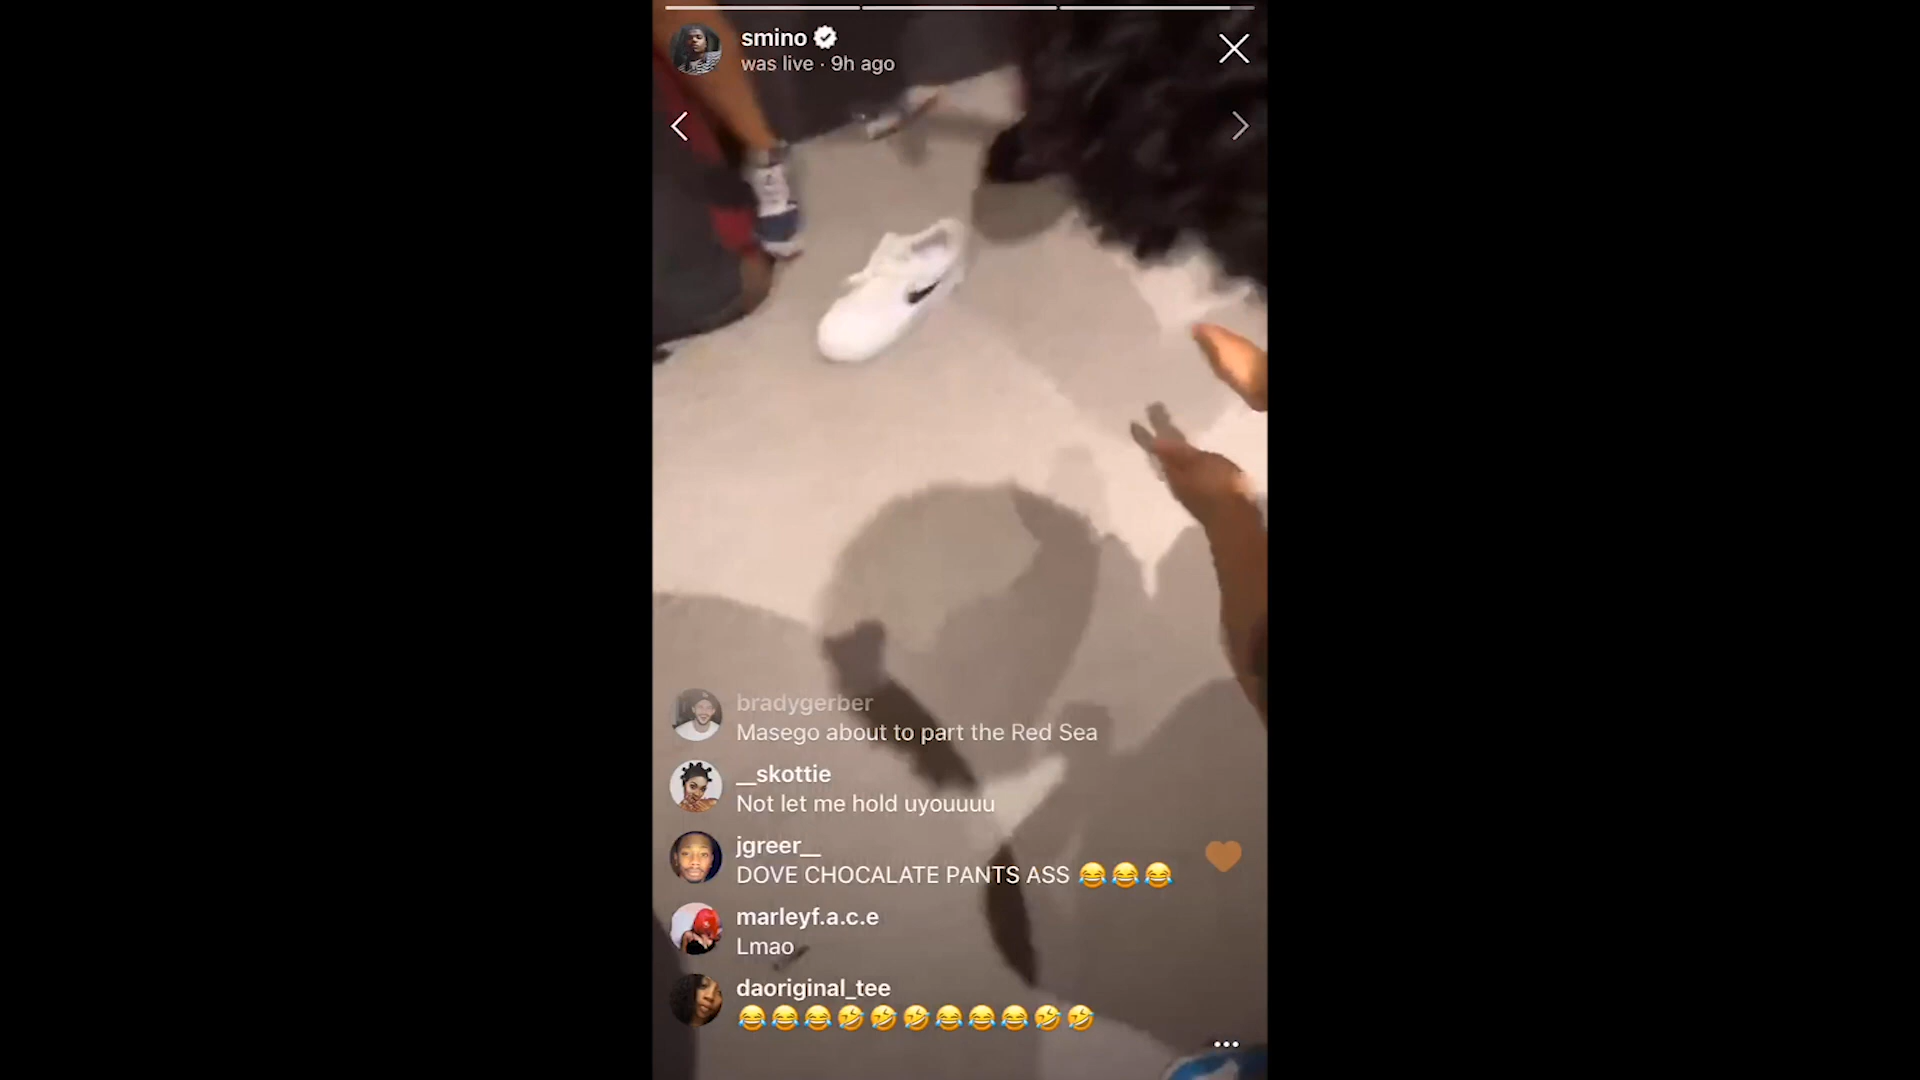 smino
was live · 9h ago
bradygerber
Masego about to part the Red Sea
__skottie
Not let me hold uyouuuu
jgreer__
DOVE CHOCALATE PANTS ASS 😂😂😂
marleyf.a.c.e
Lmao
daoriginal_tee
😂😂😂🤣🤣🤣😂😂😂🤣🤣